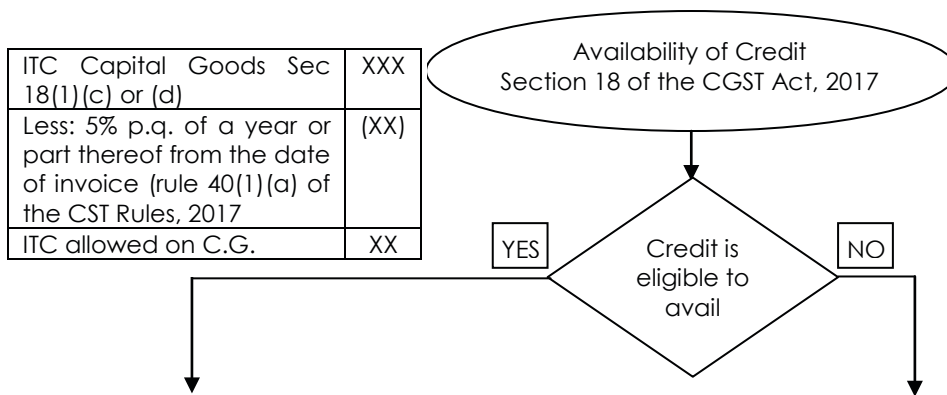 Availability of Credit
Section 18 of the CGST Act, 2017
ITC Capital Goods Sec
18(1)(c) or (d)
XXX
Less: 5% p.q. of a year or
part thereof from the date
of invoice (rule 40(1)(a) of
the CST Rules, 2017
(XX)
ITC allowed on C.G.
XX
YES
Credit is
eligible to
avail
NO